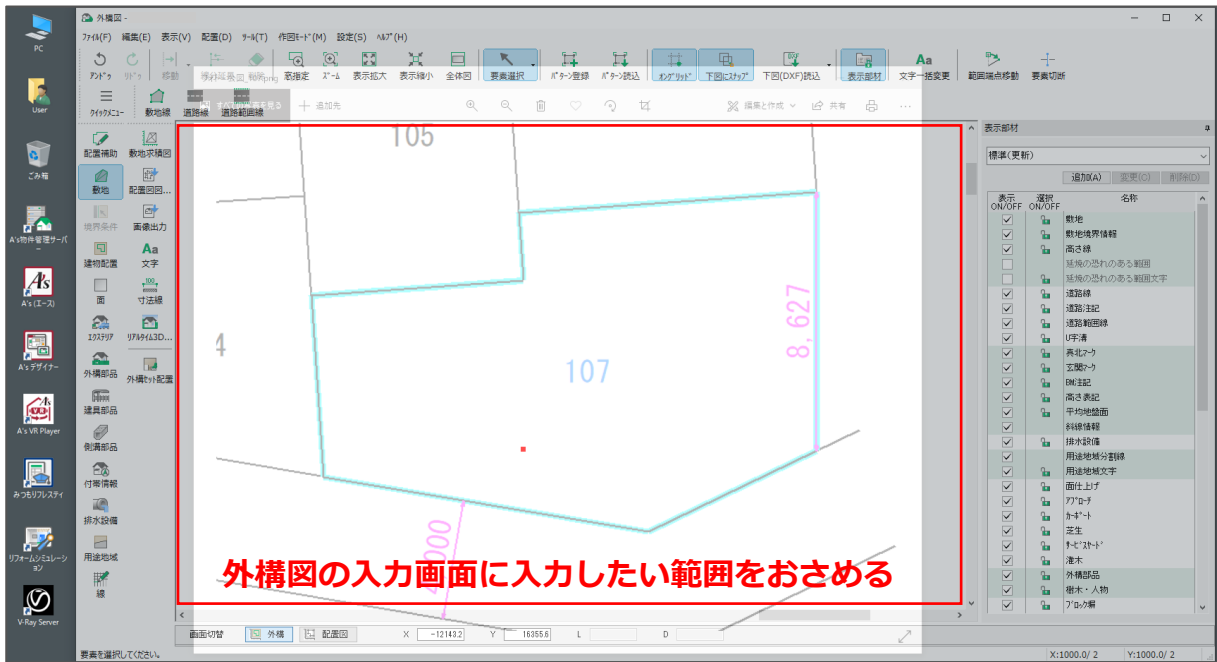 外構図 -
ﾌｧｲﾙ(F) 編集(E) 表示(V) 配置(D) ﾂｰﾙ(T) 作図ﾓｰﾄﾞ(M) 設定(S) ﾍﾙﾌﾟ(H)
ｱﾝﾄﾞｩ ﾘﾄﾞｩ 移動 削除 窓指定 ｽﾞｰﾑ 表示拡大 表示縮小 全体図 要素選択 ﾊﾟﾀｰﾝ登録 ﾊﾟﾀｰﾝ読込 ｵﾝｸﾞﾘｯﾄﾞ 下図にｽﾅｯﾌﾟ 下図(DXF)読込 表示部材 文字一括変更 範囲端点移動 要素切断
ｸｲｯｸﾒﾆｭｰ 敷地線 道路線 道路範囲線
すべての写真を見る 追加先 編集と作成 共有
PC
User
ごみ箱
A's物件管理サーバ
ー
A's (エース)
A's デザイナー
A's VR Player
みつもリフレスティ
リフォームシミュレーシ
ョン
V-Ray Server
配置補助 敷地求積図
敷地 配置図図...
境界条件 画像出力
建物配置 文字
面 寸法線
ｴｸｽﾃﾘｱ ﾘｱﾙﾀｲﾑ3D...
外構部品 外構ｾｯﾄ配置
建具部品
側溝部品
付帯情報
排水設備
用途地域
線
105
4
107
8,627
外構図の入力画面に入力したい範囲をおさめる
表示部材
標準(更新)
追加(A) 変更(C) 削除(D)
表示 選択 名称
ON/OFF ON/OFF
敷地
敷地境界情報
高さ線
延焼の恐れのある範囲
延焼の恐れのある範囲文字
道路線
道路注記
道路範囲線
U字溝
真北ﾏｰｸ
玄関ﾏｰｸ
BM注記
高さ表記
平均地盤面
斜線情報
排水設備
用途地域分割線
用途地域文字
面仕上げ
ｱﾌﾟﾛｰﾁ
ｶｰﾎﾟｰﾄ
芝生
ｻｰﾋﾞｽﾔｰﾄﾞ
灌木
外構部品
樹木・人物
ﾌﾞﾛｯｸ塀
画面切替 外構 配置図 X -12143.2 Y 16355.6 L D
要素を選択してください。 X:1000.0/ 2 Y:1000.0/ 2